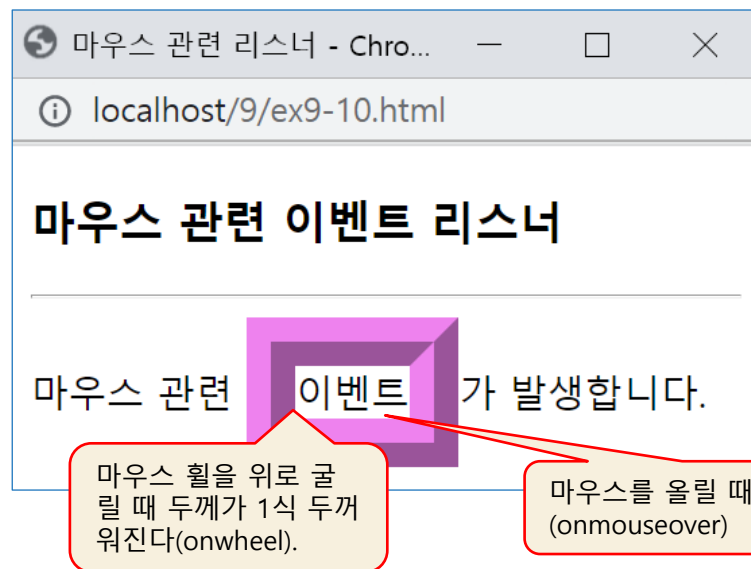 마우스 관련 리스너 - Chro...
localhost/9/ex9-10.html
마우스 관련 이벤트 리스너
마우스 관련 이벤트 가 발생합니다.
마우스 휠을 위로 굴
릴 때 두께가 1식 두꺼
워진다(onwheel).
마우스를 올릴 때
(onmouseover)